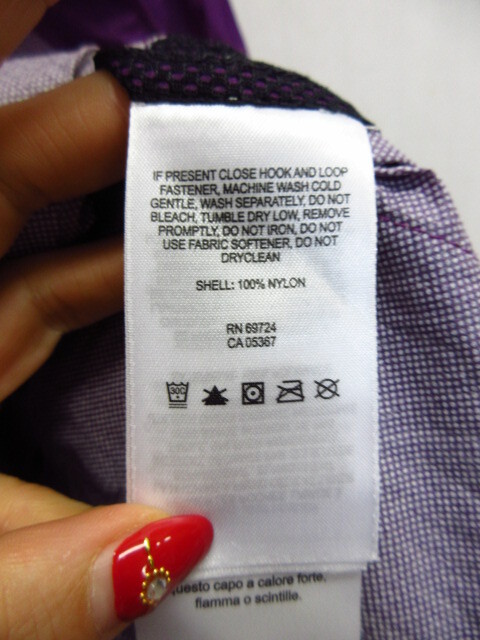 IF PRESENT CLOSE HOOK AND LOOP
FASTENER, MACHINE WASH COLD
GENTLE, WASH SEPARATELY, DO NOT
BLEACH, TUMBLE DRY LOW, REMOVE
PROMPTLY, DO NOT IRON, DO NOT
USE FABRIC SOFTENER, DO NOT
DRYCLEAN
SHELL: 100% NYLON
RN 69724
CA 05367
30C
questo capo a calore forte,
fiamma o scintille.